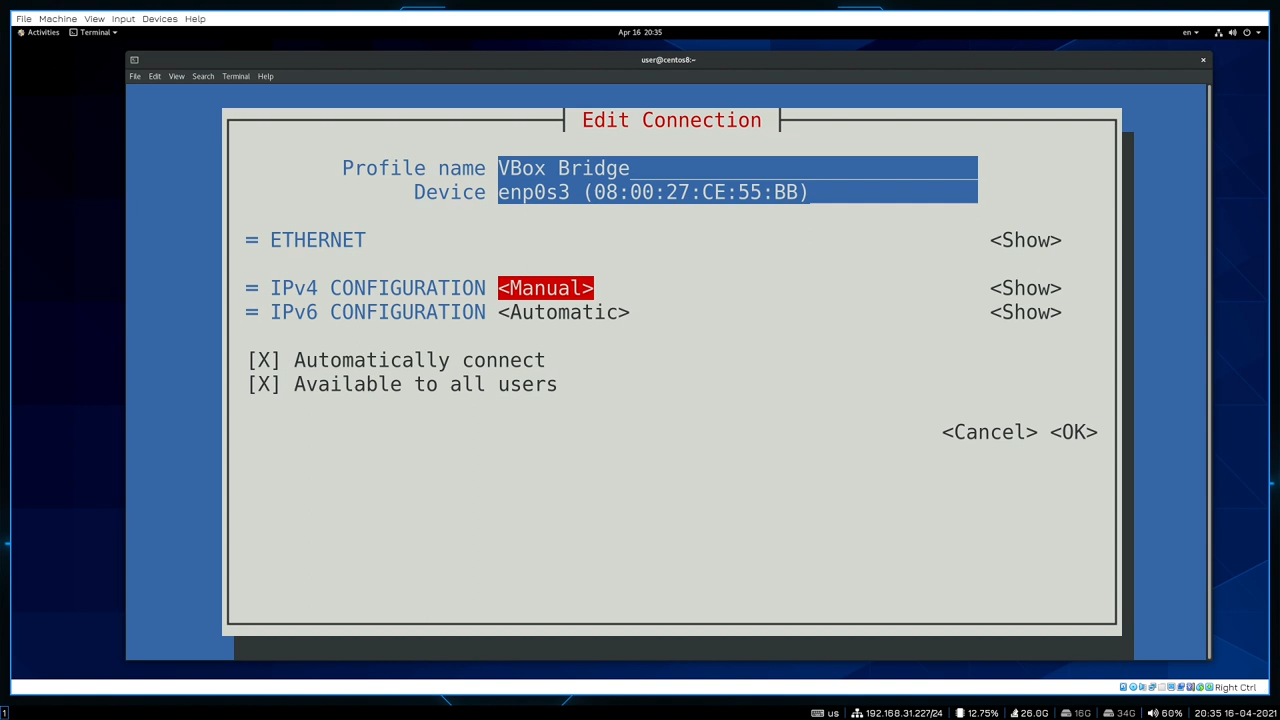 File Machine View Input Devices Help
Activities Terminal Apr 16 20:35 en
user@centos8:~ ×
File Edit View Search Terminal Help
Edit Connection
Profile name VBox Bridge
Device enp0s3 (08:00:27:CE:55:BB)
= ETHERNET <Show>
= IPv4 CONFIGURATION <Manual> <Show>
= IPv6 CONFIGURATION <Automatic> <Show>
[X] Automatically connect
[X] Available to all users
<Cancel> <OK>
Right Ctrl
1 us 192.168.31.227/24 12.75% 26.0G 16G 34G 60% 20:35 16-04-2021